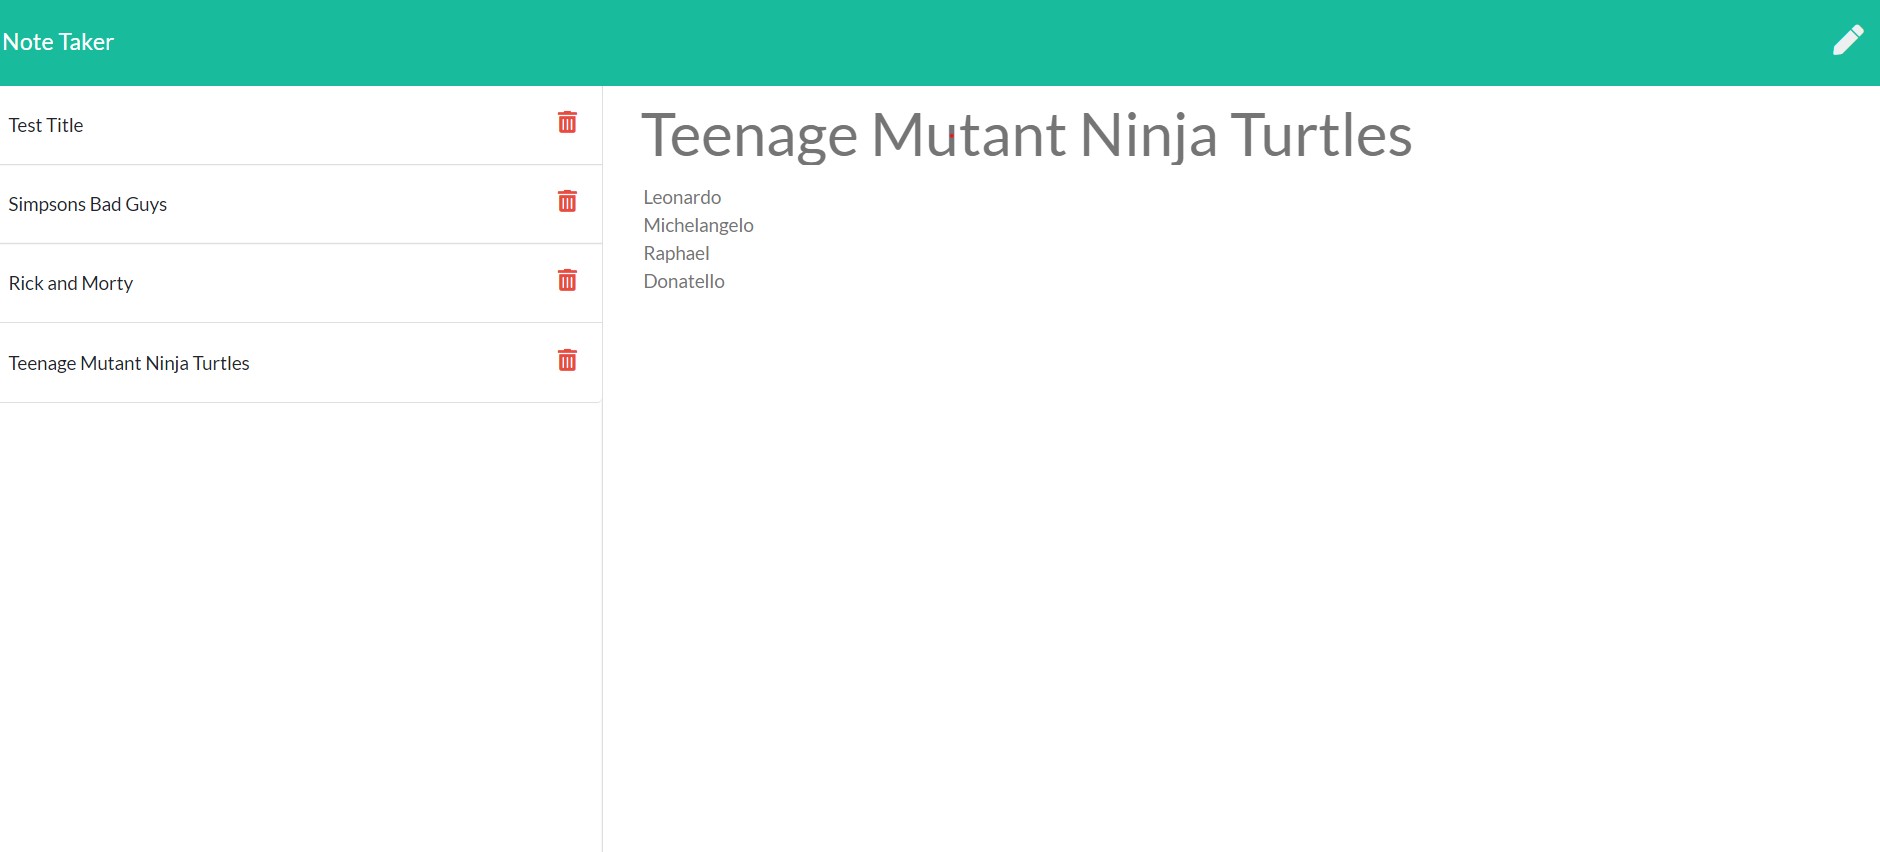 Note Taker
Test Title
Simpsons Bad Guys
Rick and Morty
Teenage Mutant Ninja Turtles
Teenage Mutant Ninja Turtles
Leonardo
Michelangelo
Raphael
Donatello